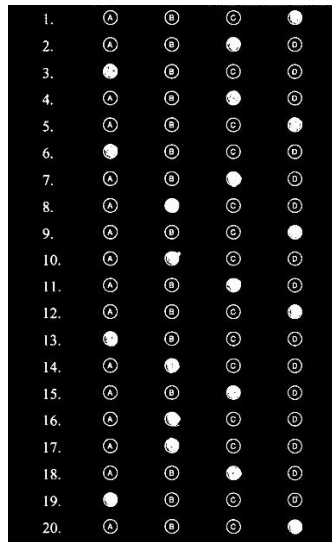 1. A B C
2. A B D
3. B C D
4. A B D
5. A B C
6. B C D
7. A B D
8. A C D
9. A B C
10. A C D
11. A B D
12. A B C
13. B C D
14. A C D
15. A B D
16. A C D
17. A C D
18. A B D
19. B C D
20. A B C